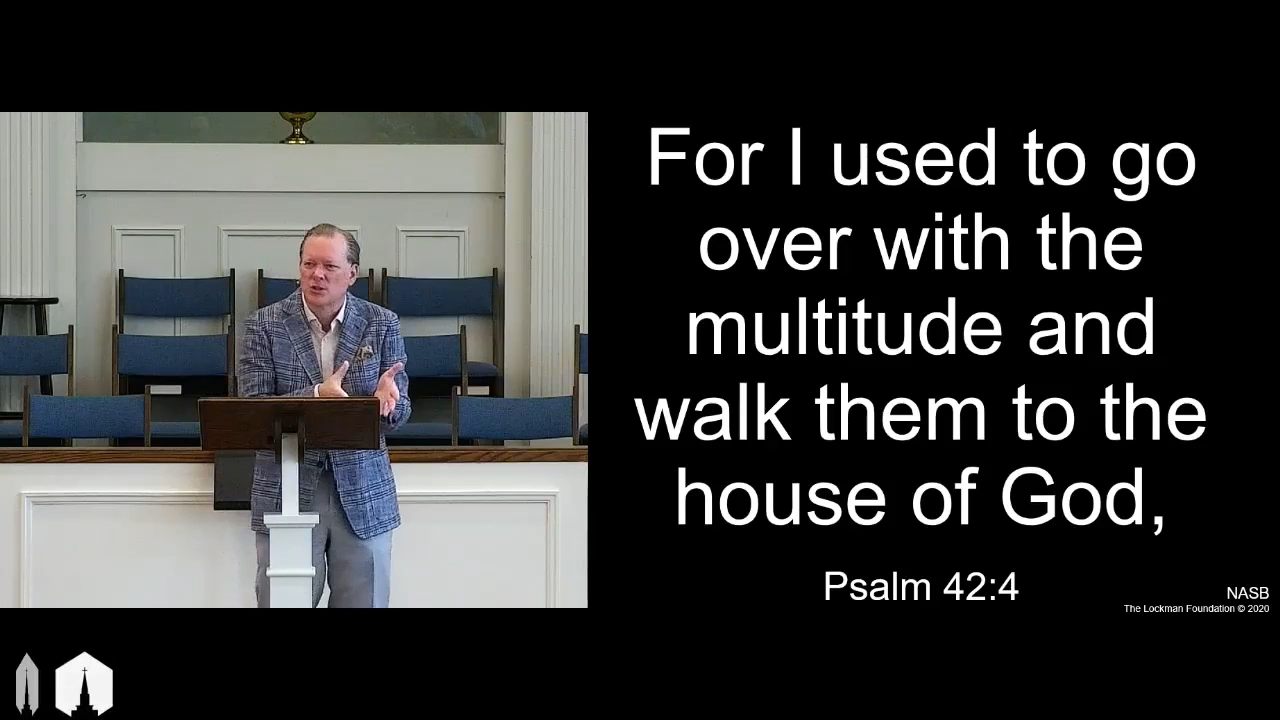 For I used to go
over with the
multitude and
walk them to the
house of God,
Psalm 42:4
NASB
The Lockman Foundation © 2020